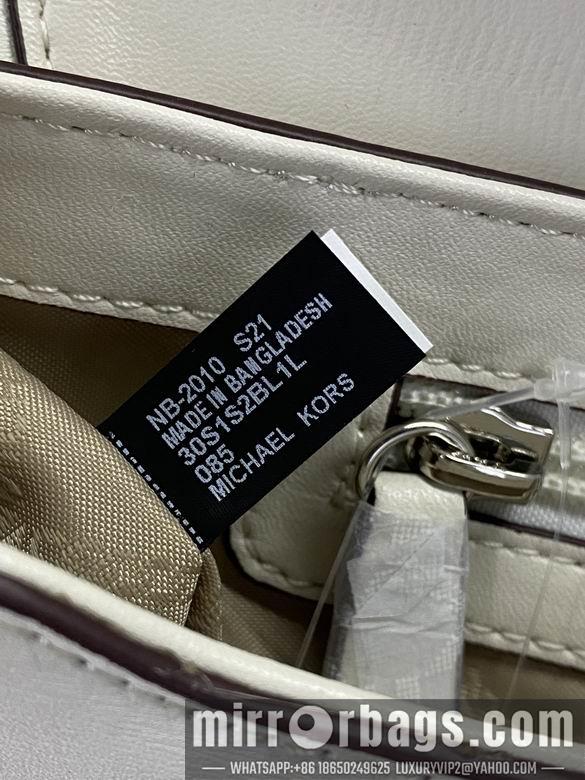 NB-2010 S21
MADE IN BANGLADESH
30S1S2BL1L
085
MICHAEL KORS
mirrorbags.com
WHATSAPP:+86 18650249625 LUXURYVIP2@YAHOO.COM